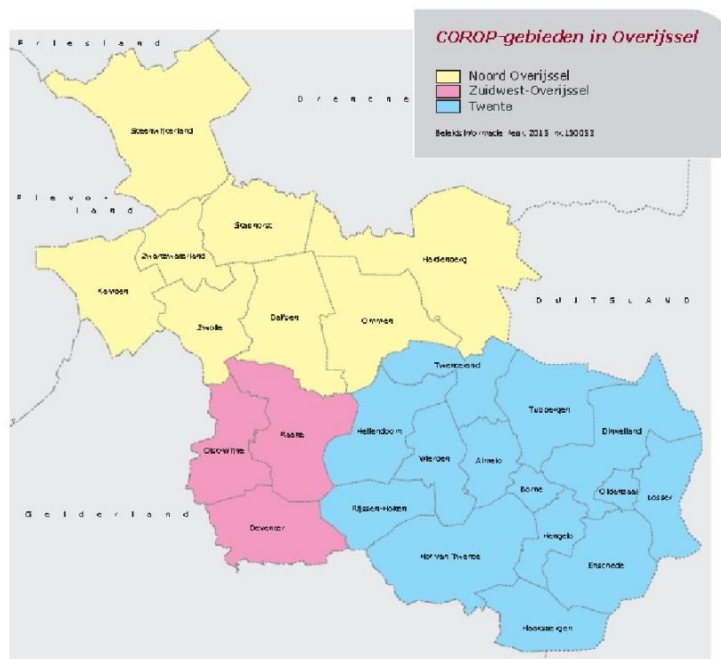 COROP-gebieden in Overijssel
Noord Overijssel
Zuidwest-Overijssel
Twente
Friesland
Drenthe
Steenwijkerland
Flevo-
land
Staphorst
Zwartewaterland
Hardenberg
Kampen
DUITSLAND
Zwolle
Dalfsen
Ommen
Twenterand
Tubbergen
Hellendoorn
Raalte
Dinkelland
Olst-Wijhe
Wierden
Almelo
Borne
Oldenzaal
Losser
Rijssen-Holten
Gelderland
Deventer
Hengelo
Hof van Twente
Enschede
Haaksbergen